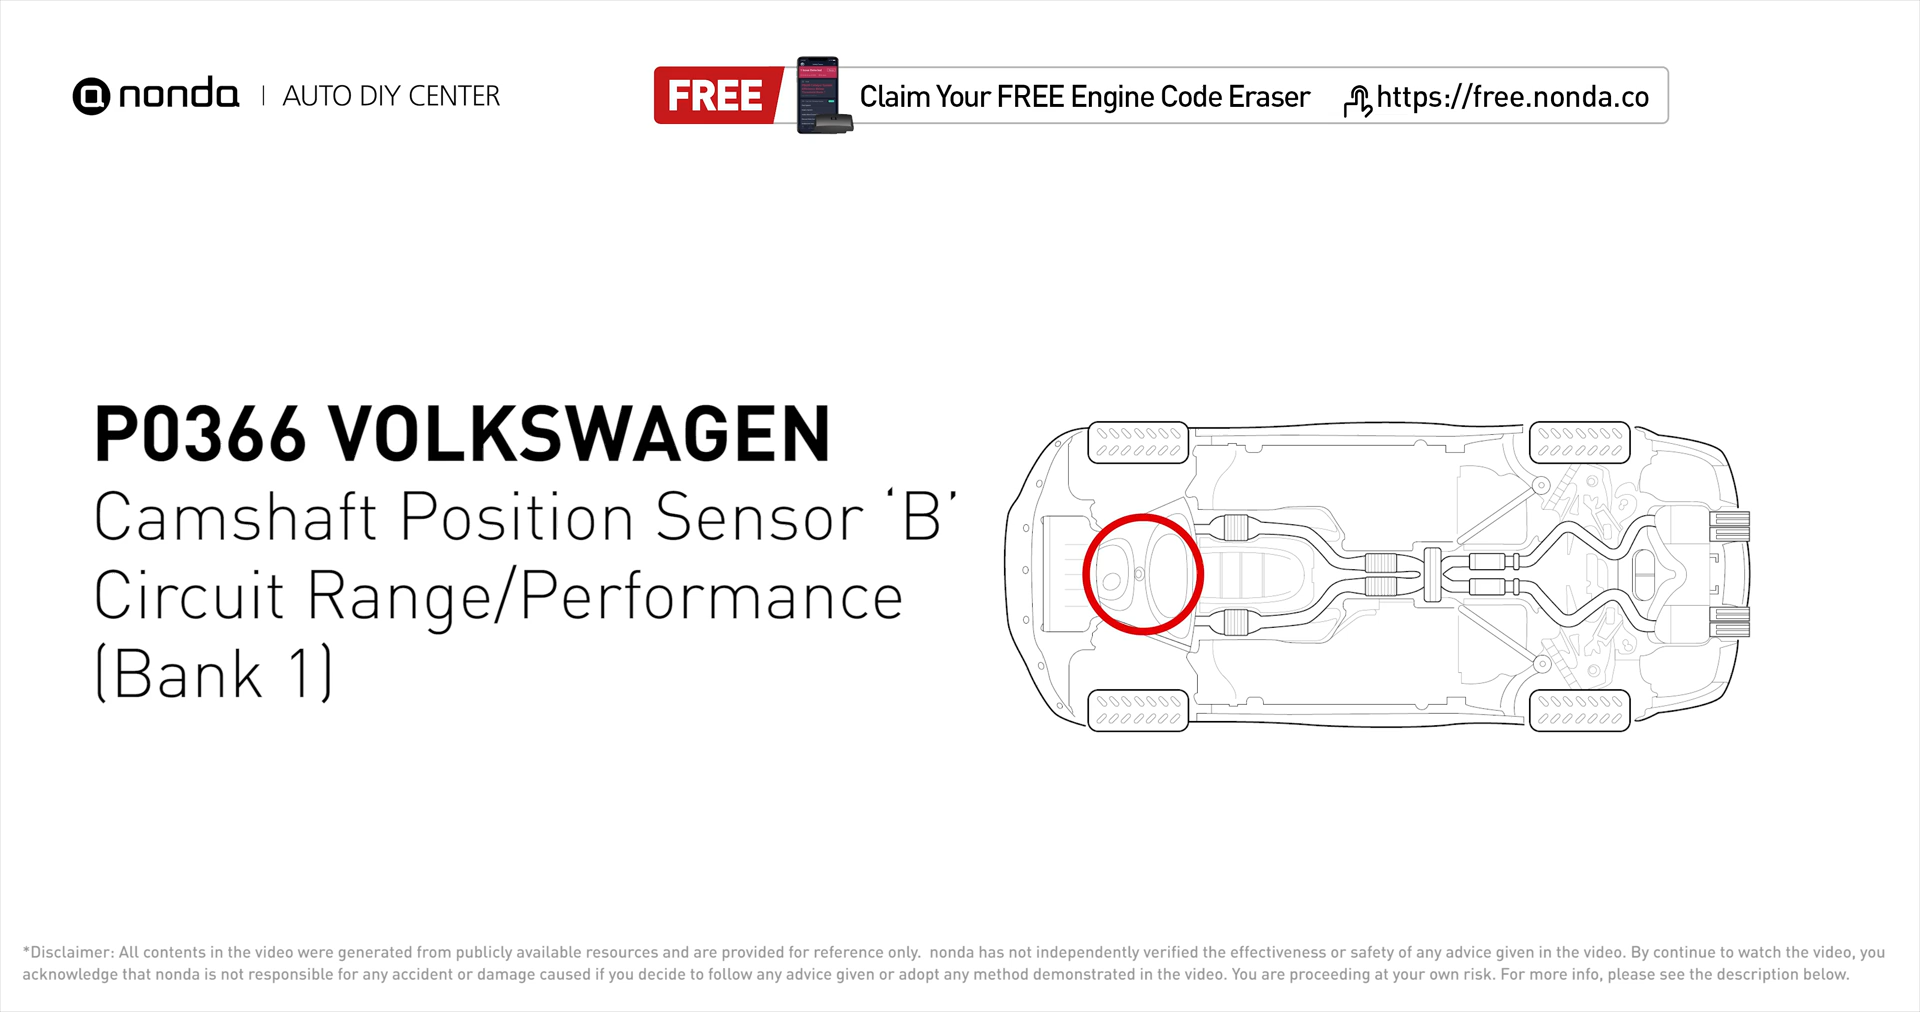 nonda | AUTO DIY CENTER
FREE Claim Your FREE Engine Code Eraser https://free.nonda.co
P0366 VOLKSWAGEN
Camshaft Position Sensor ‘B’
Circuit Range/Performance
(Bank 1)
*Disclaimer: All contents in the video were generated from publicly available resources and are provided for reference only. nonda has not independently verified the effectiveness or safety of any advice given in the video. By continue to watch the video, you
acknowledge that nonda is not responsible for any accident or damage caused if you decide to follow any advice given or adopt any method demonstrated in the video. You are proceeding at your own risk. For more info, please see the description below.